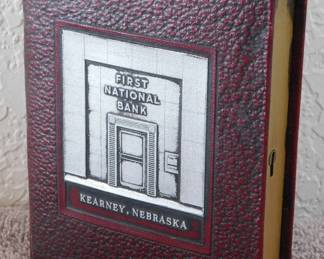 FIRST
NATIONAL
BANK
KEARNEY, NEBRASKA